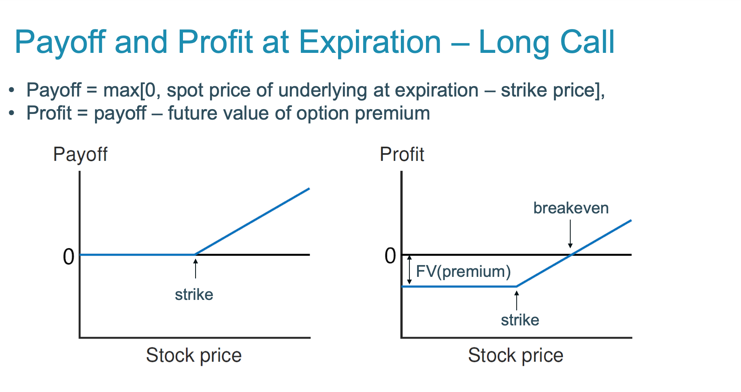 Payoff and Profit at Expiration – Long Call
• Payoff = max[0, spot price of underlying at expiration – strike price],
• Profit = payoff – future value of option premium
Payoff
0
strike
Stock price
Profit
breakeven
0
FV(premium)
strike
Stock price